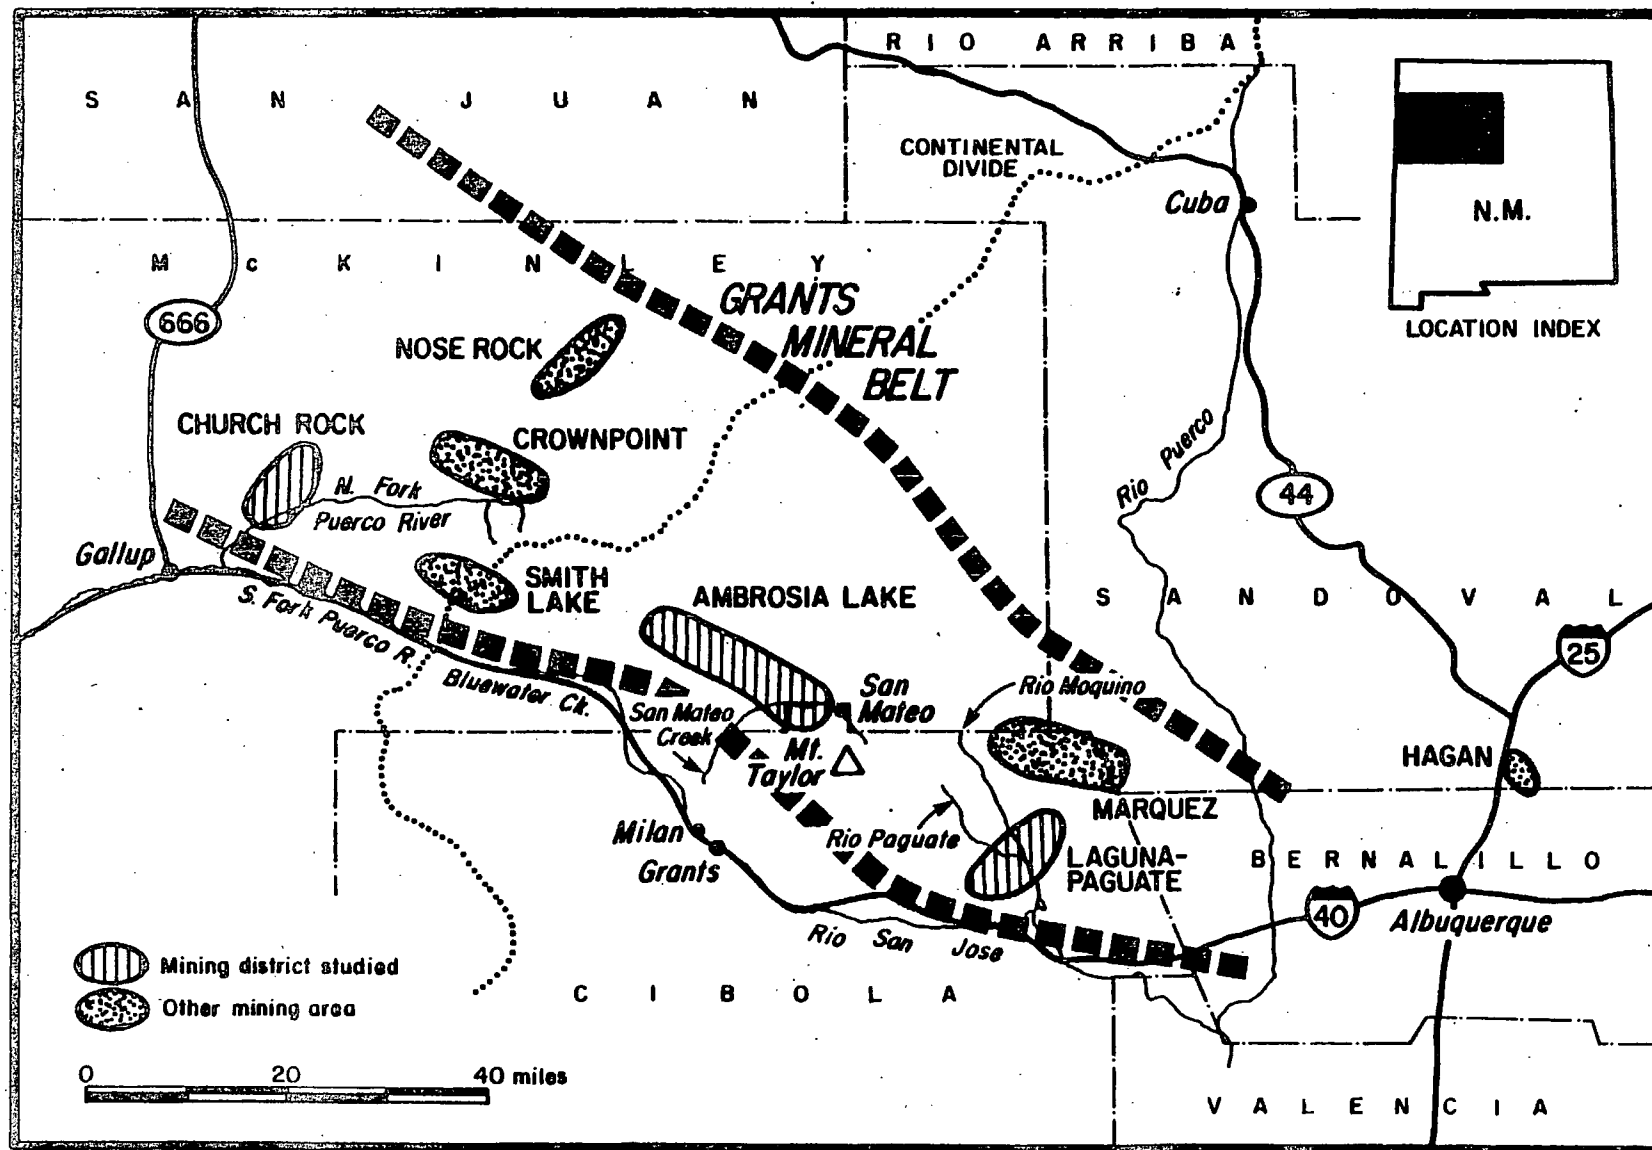 RIO ARRIBA
SAN JUAN
CONTINENTAL
DIVIDE
Cuba
N.M.
LOCATION INDEX
McKINLEY
GRANTS
MINERAL
BELT
666
NOSE ROCK
CHURCH ROCK
CROWNPOINT
N. Fork
Puerco River
Rio Puerco
44
Gallup
SMITH
LAKE
S. Fork Puerco R.
AMBROSIA LAKE
SANDOVAL
25
Bluewater Ck.
San Mateo
Creek
San
Mateo
Rio Moquino
Mt.
Taylor
HAGAN
MARQUEZ
Milan
Grants
Rio Paguate
LAGUNA-
PAGUATE
BERNALILLO
40
Albuquerque
Rio San Jose
Mining district studied
Other mining area
CIBOLA
0 20 40 miles
VALENCIA